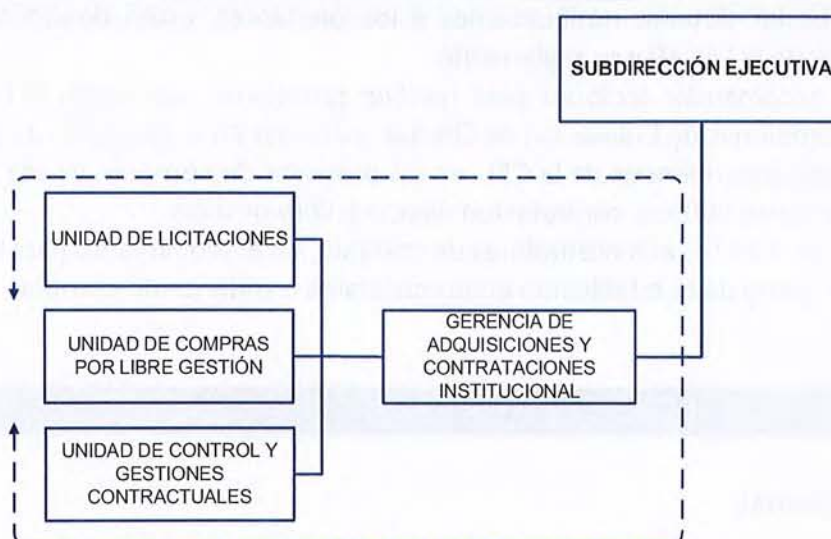 SUBDIRECCIÓN EJECUTIVA
UNIDAD DE LICITACIONES
UNIDAD DE COMPRAS
POR LIBRE GESTIÓN
GERENCIA DE
ADQUISICIONES Y
CONTRATACIONES
INSTITUCIONAL
UNIDAD DE CONTROL Y
GESTIONES
CONTRACTUALES